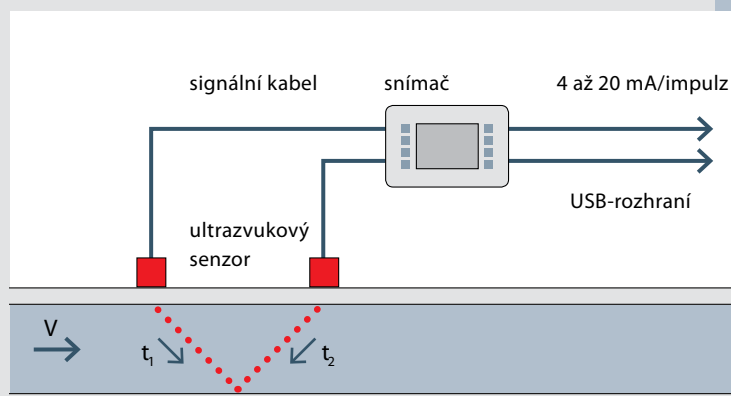 signální kabel
snímač
4 až 20 mA/impulz
USB-rozhraní
ultrazvukový
senzor
V
t₁
t₂